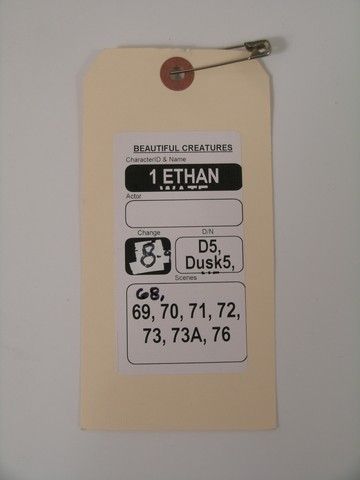 BEAUTIFUL CREATURES
CharacterID & Name
1 ETHAN
Actor
Change
D/N
8
D5,
Dusk5,
Scenes
68,
69, 70, 71, 72,
73, 73A, 76